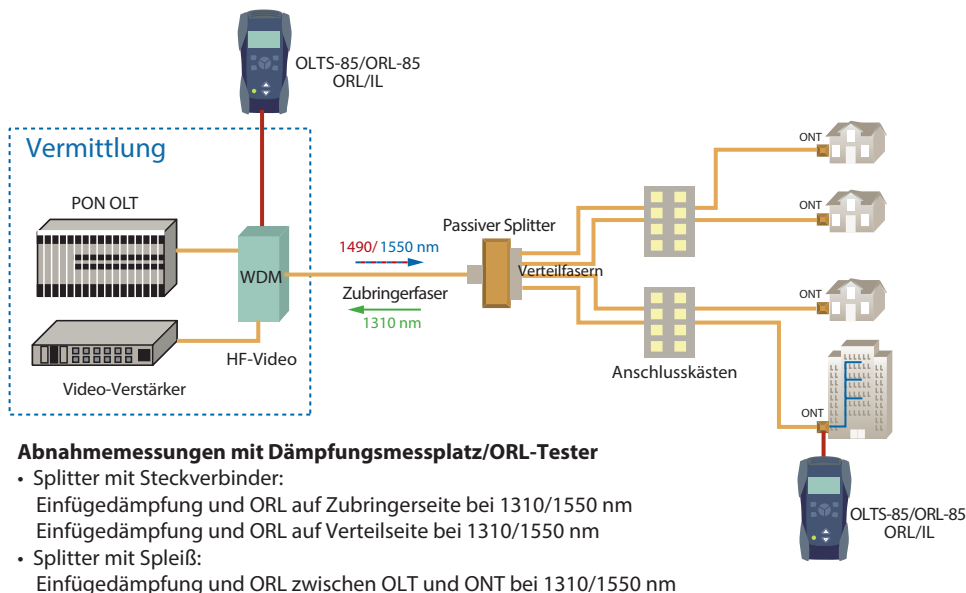 OLTS-85/ORL-85
ORL/IL
Vermittlung
PON OLT
WDM
HF-Video
Video-Verstärker
1490/1550 nm
Zubringerfaser
1310 nm
Passiver Splitter
Verteilfasern
Anschlusskästen
ONT
ONT
ONT
ONT
OLTS-85/ORL-85
ORL/IL
Abnahmemessungen mit Dämpfungsmessplatz/ORL-Tester
• Splitter mit Steckverbinder:
Einfügedämpfung und ORL auf Zubringerseite bei 1310/1550 nm
Einfügedämpfung und ORL auf Verteilseite bei 1310/1550 nm
• Splitter mit Spleiß:
Einfügedämpfung und ORL zwischen OLT und ONT bei 1310/1550 nm